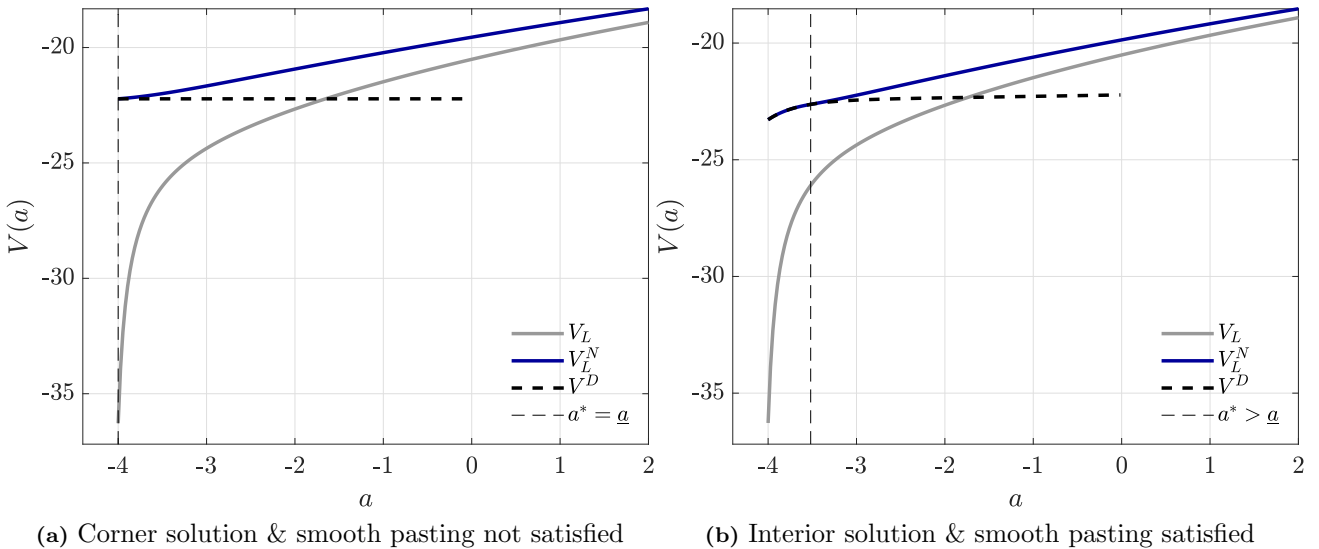 -20
-25
-30
-35
V(a)
-4 -3 -2 -1 0 1 2
a
V_L
V_L^N
V^D
a* = a̲
(a) Corner solution & smooth pasting not satisfied
-20
-25
-30
-35
V(a)
-4 -3 -2 -1 0 1 2
a
V_L
V_L^N
V^D
a* > a̲
(b) Interior solution & smooth pasting satisfied